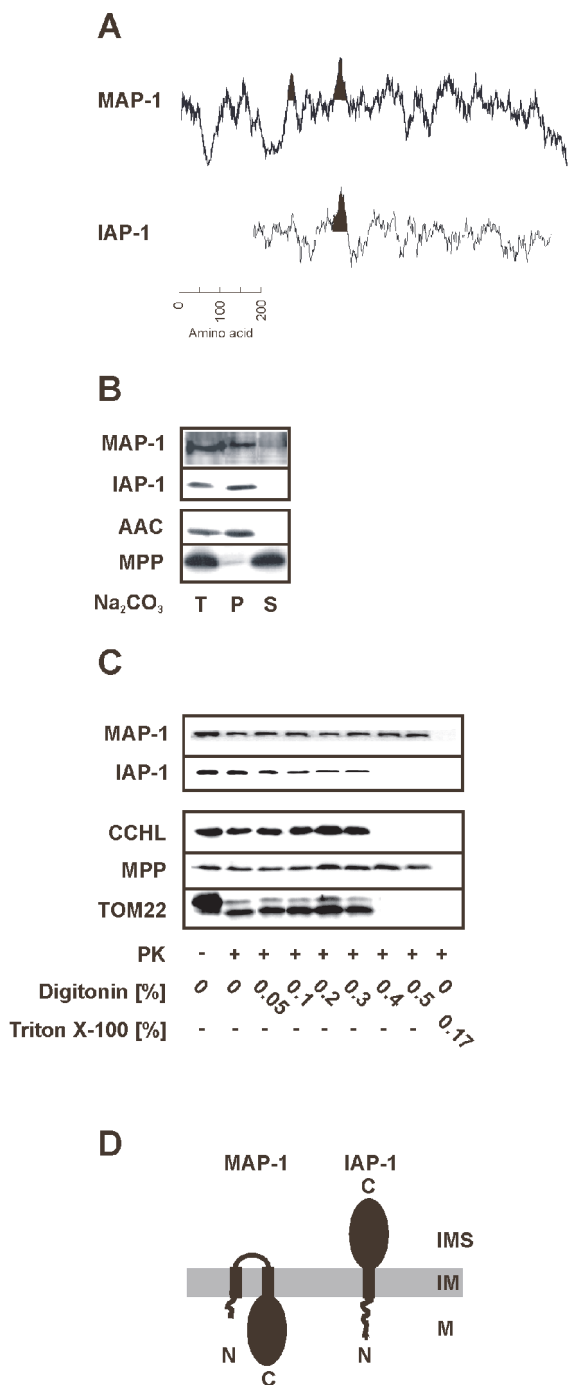 A
MAP-1
IAP-1
0 100 200
Amino acid
B
MAP-1
IAP-1
AAC
MPP
Na₂CO₃ T P S
C
MAP-1
IAP-1
CCHL
MPP
TOM22
PK - + + + + + + + +
Digitonin [%] 0 0 0.05 0.1 0.2 0.3 0.4 0.5 0
Triton X-100 [%] - - - - - - - - 0.17
D
MAP-1 IAP-1
C
IMS
IM
M
N N
C